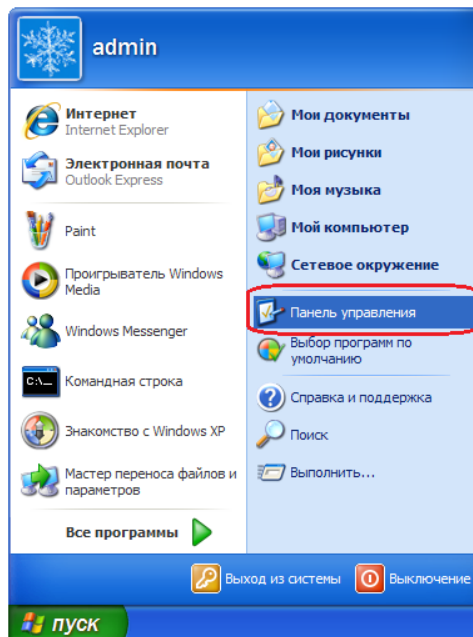 admin
Интернет
Internet Explorer
Электронная почта
Outlook Express
Paint
Проигрыватель Windows
Media
Windows Messenger
C:\_
Командная строка
Знакомство с Windows XP
Мастер переноса файлов и
параметров
Все программы
Мои документы
Мои рисунки
Моя музыка
Мой компьютер
Сетевое окружение
Панель управления
Выбор программ по
умолчанию
Справка и поддержка
Поиск
Выполнить...
Выход из системы
Выключение
пуск